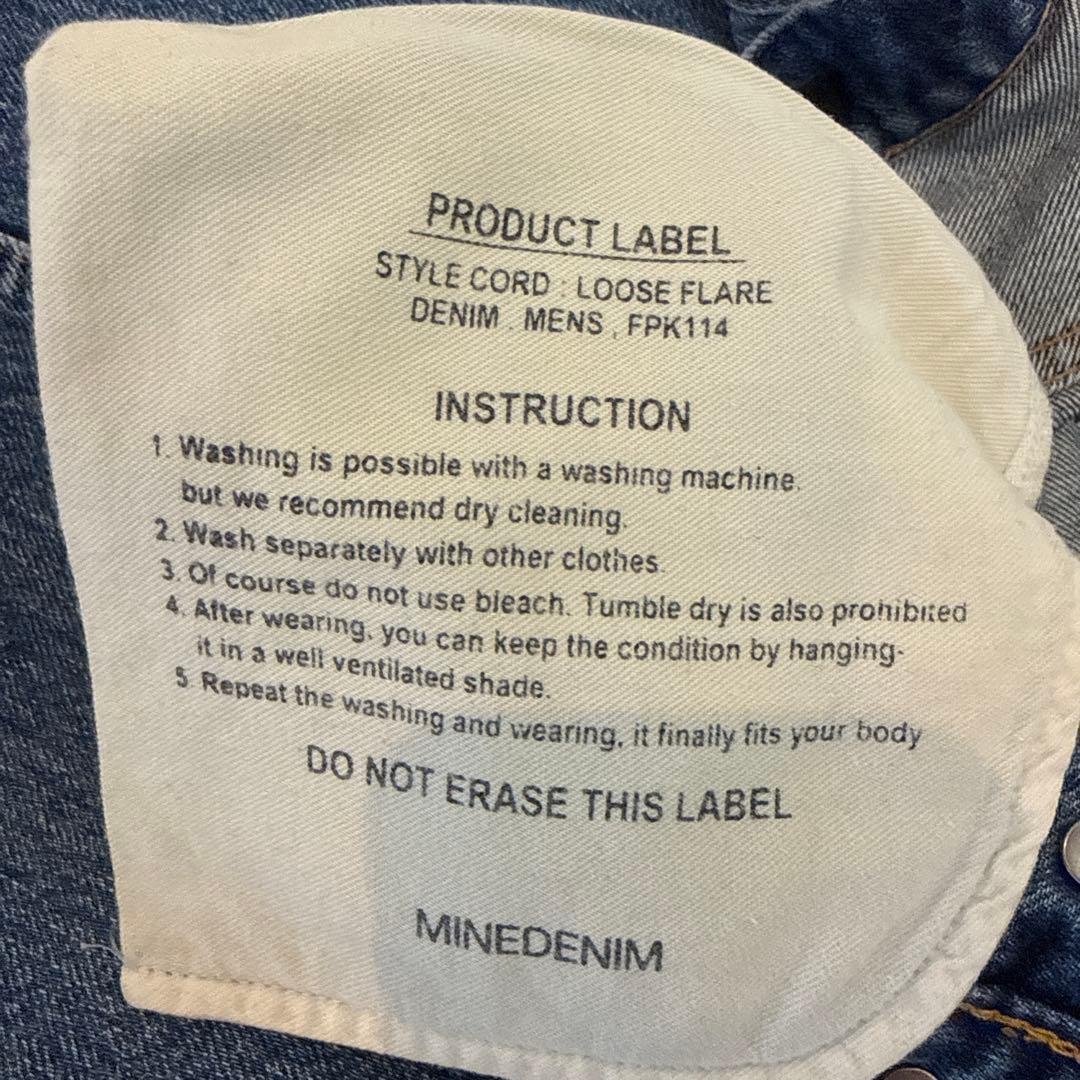 PRODUCT LABEL
STYLE CORD : LOOSE FLARE
DENIM . MENS , FPK114
INSTRUCTION
1. Washing is possible with a washing machine.
but we recommend dry cleaning.
2. Wash separately with other clothes.
3. Of course do not use bleach. Tumble dry is also prohibited
4. After wearing, you can keep the condition by hanging-
it in a well ventilated shade.
5 Repeat the washing and wearing, it finally fits your body
DO NOT ERASE THIS LABEL
MINEDENIM